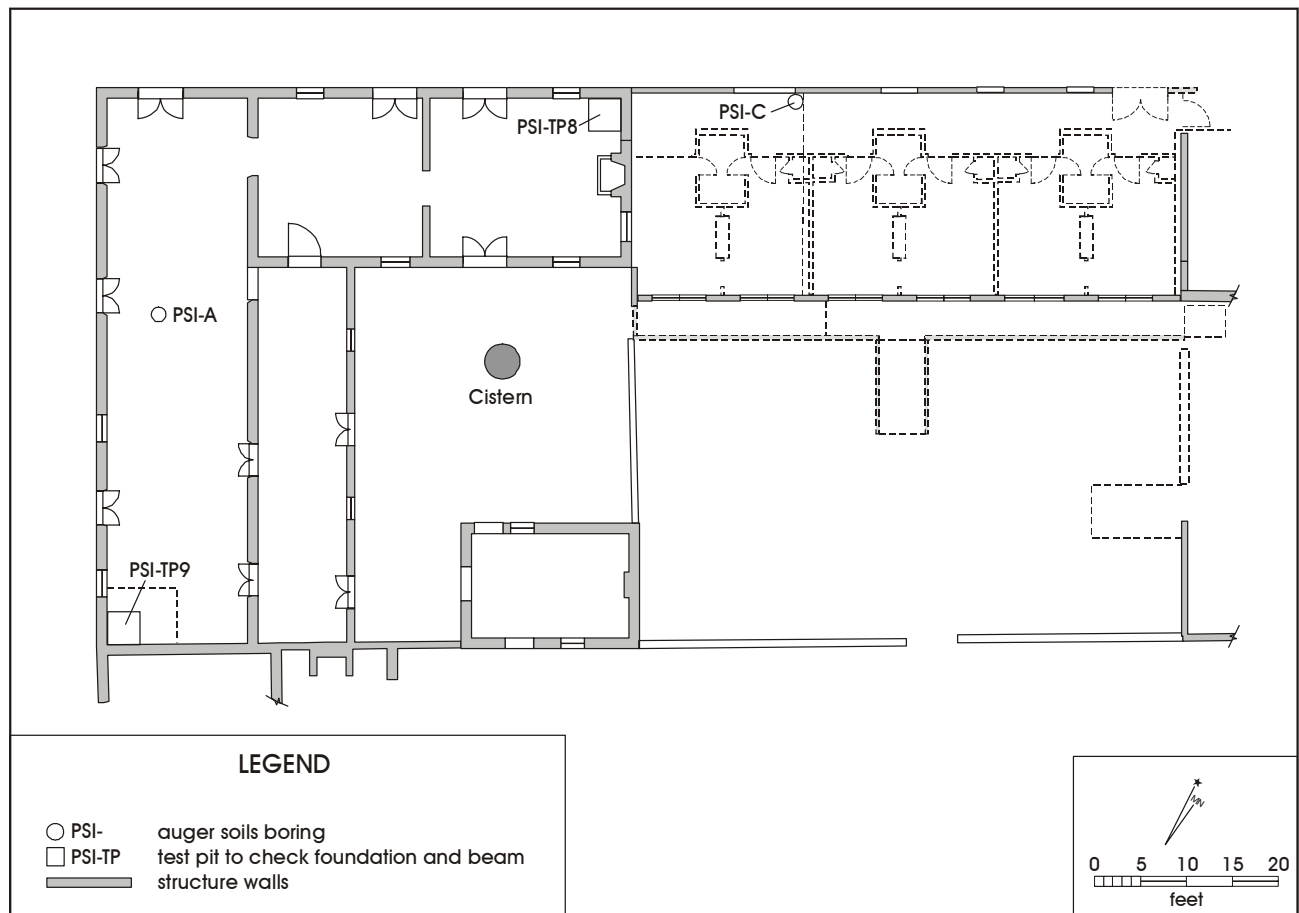 PSI-C
PSI-TP8
PSI-A
Cistern
PSI-TP9
LEGEND
PSI- auger soils boring
PSI-TP test pit to check foundation and beam
structure walls
MN
0 5 10 15 20
feet